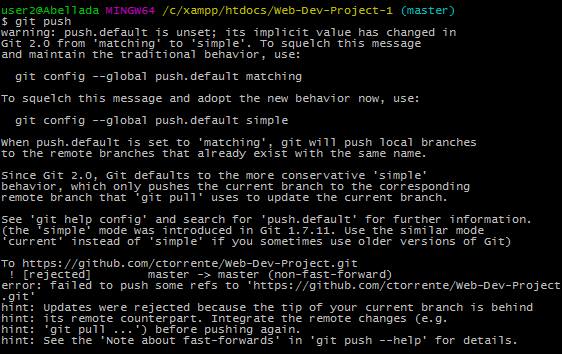 user2@Abellada MINGW64 /c/xampp/htdocs/Web-Dev-Project-1 (master)
$ git push
warning: push.default is unset; its implicit value has changed in
Git 2.0 from 'matching' to 'simple'. To squelch this message
and maintain the traditional behavior, use:
git config --global push.default matching
To squelch this message and adopt the new behavior now, use:
git config --global push.default simple
When push.default is set to 'matching', git will push local branches
to the remote branches that already exist with the same name.
Since Git 2.0, Git defaults to the more conservative 'simple'
behavior, which only pushes the current branch to the corresponding
remote branch that 'git pull' uses to update the current branch.
See 'git help config' and search for 'push.default' for further information.
(the 'simple' mode was introduced in Git 1.7.11. Use the similar mode
'current' instead of 'simple' if you sometimes use older versions of Git)
To https://github.com/ctorrente/Web-Dev-Project.git
! [rejected] master -> master (non-fast-forward)
error: failed to push some refs to 'https://github.com/ctorrente/Web-Dev-Project
.git'
hint: Updates were rejected because the tip of your current branch is behind
hint: its remote counterpart. Integrate the remote changes (e.g.
hint: 'git pull ...') before pushing again.
hint: See the 'Note about fast-forwards' in 'git push --help' for details.